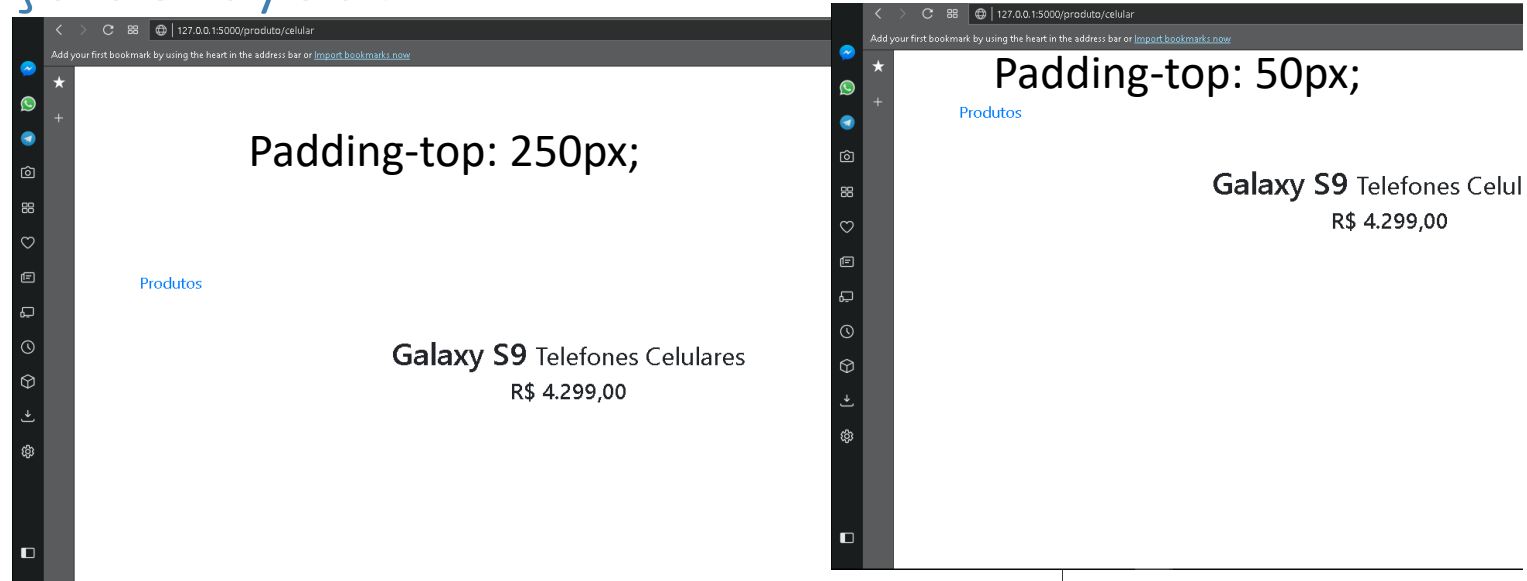 127.0.0.1:5000/produto/celular
Add your first bookmark by using the heart in the address bar or Import bookmarks now
Padding-top: 250px;
Produtos
Galaxy S9 Telefones Celulares
R$ 4.299,00
127.0.0.1:5000/produto/celular
Add your first bookmark by using the heart in the address bar or Import bookmarks now
Padding-top: 50px;
Produtos
Galaxy S9 Telefones Celul
R$ 4.299,00